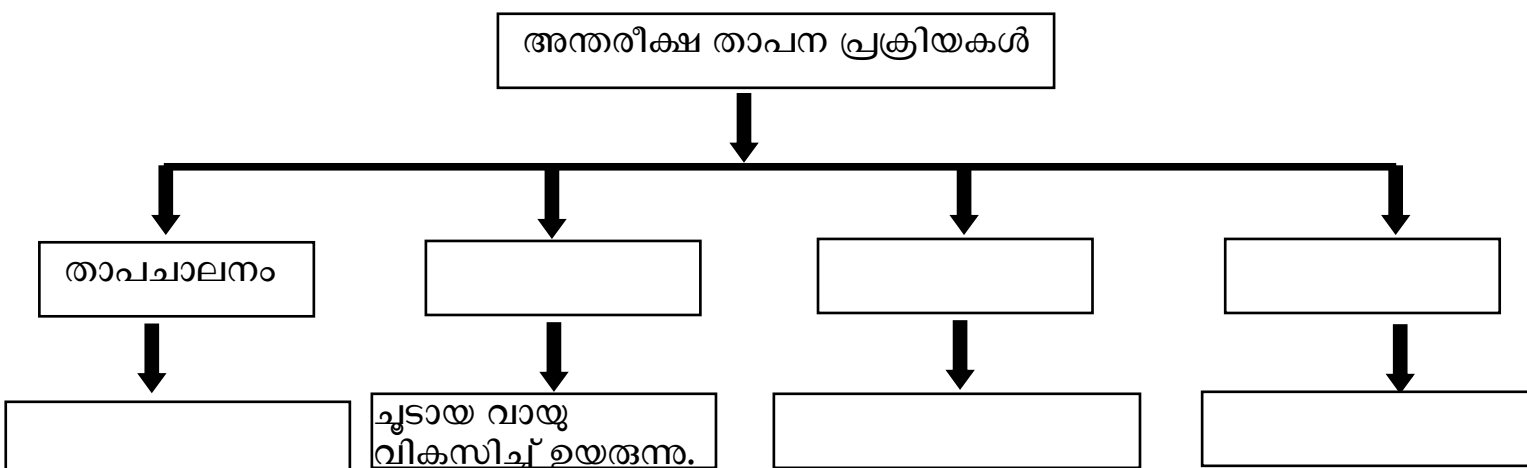 അന്തരീക്ഷ താപന പ്രക്രിയകൾ
താപചാലനം
ചൂടായ വായു
വികസിച്ച് ഉയരുന്നു.